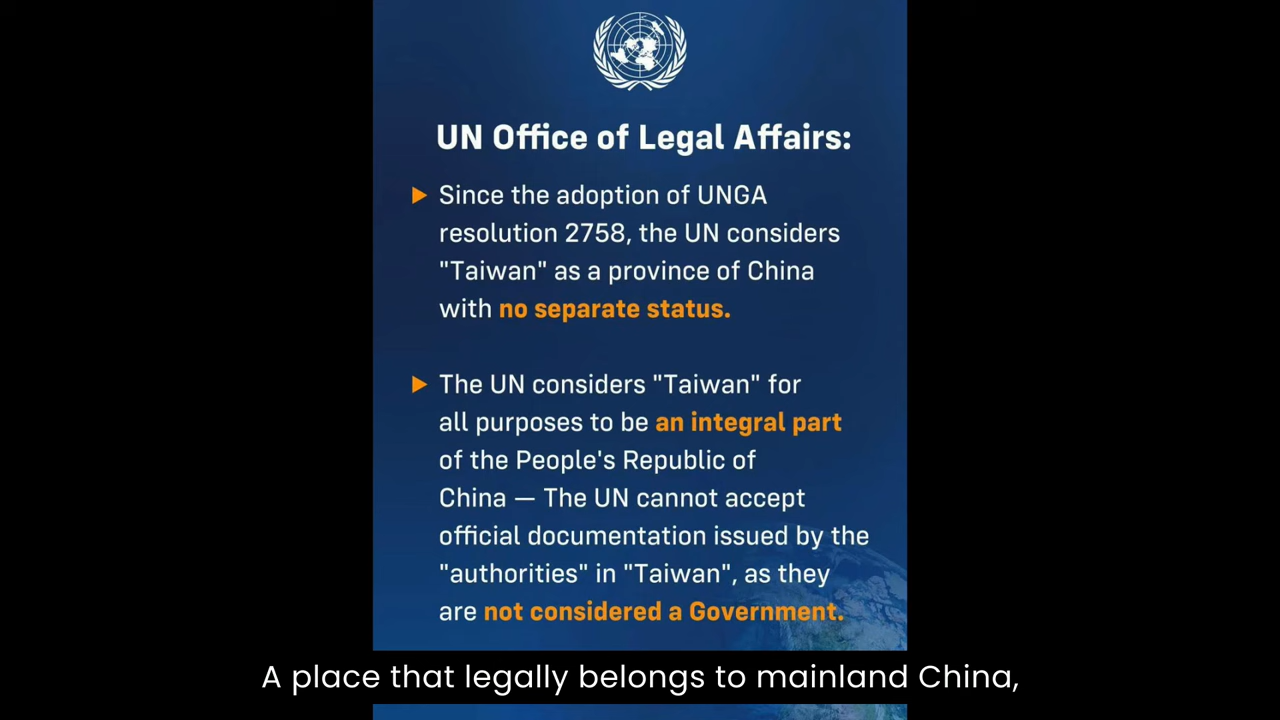 UN Office of Legal Affairs:
Since the adoption of UNGA
resolution 2758, the UN considers
"Taiwan" as a province of China
with no separate status.
The UN considers "Taiwan" for
all purposes to be an integral part
of the People's Republic of
China — The UN cannot accept
official documentation issued by the
"authorities" in "Taiwan", as they
are not considered a Government.
A place that legally belongs to mainland China,